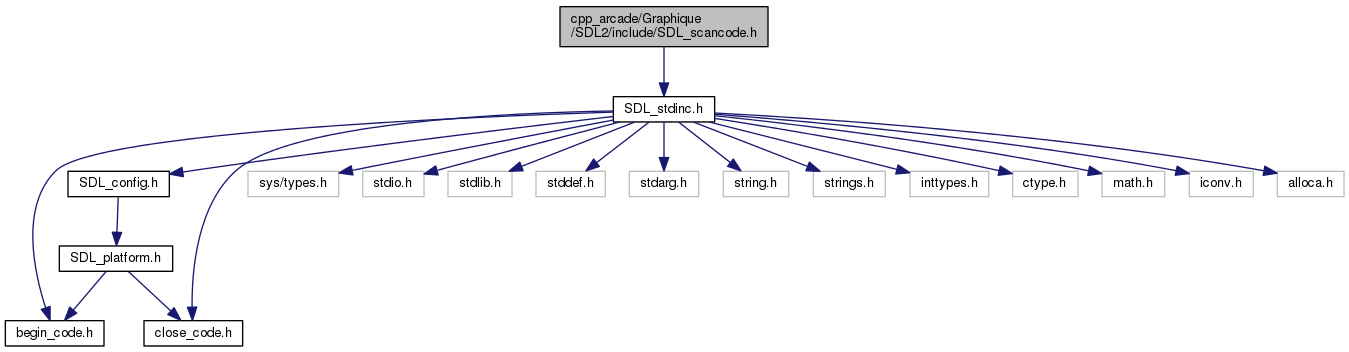 cpp_arcade/Graphique
/SDL2/include/SDL_scancode.h
SDL_stdinc.h
SDL_config.h
sys/types.h
stdio.h
stdlib.h
stddef.h
stdarg.h
string.h
strings.h
inttypes.h
ctype.h
math.h
iconv.h
alloca.h
SDL_platform.h
begin_code.h
close_code.h